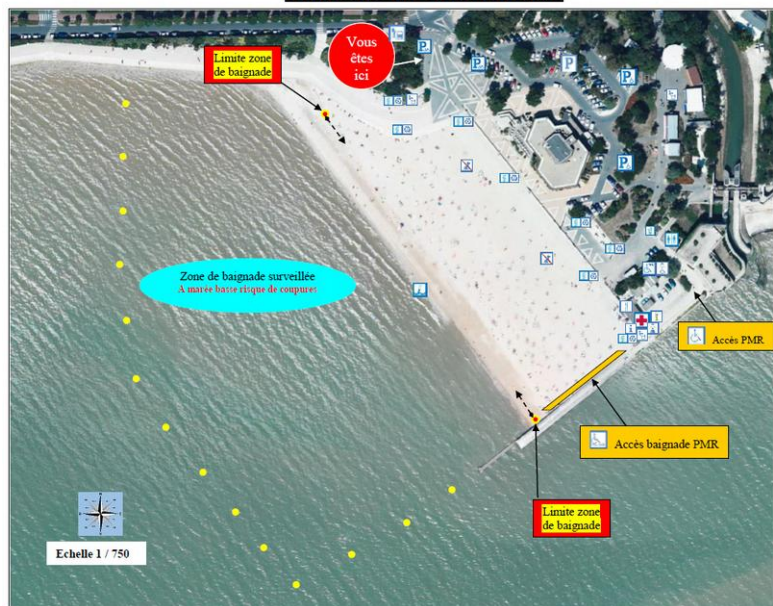 Limite zone
de baignade
Vous
êtes
ici
P
P
P
P
P
Zone de baignade surveillée
A marée basse risque de coupures
Accès PMR
Accès baignade PMR
Limite zone
de baignade
Echelle 1 / 750